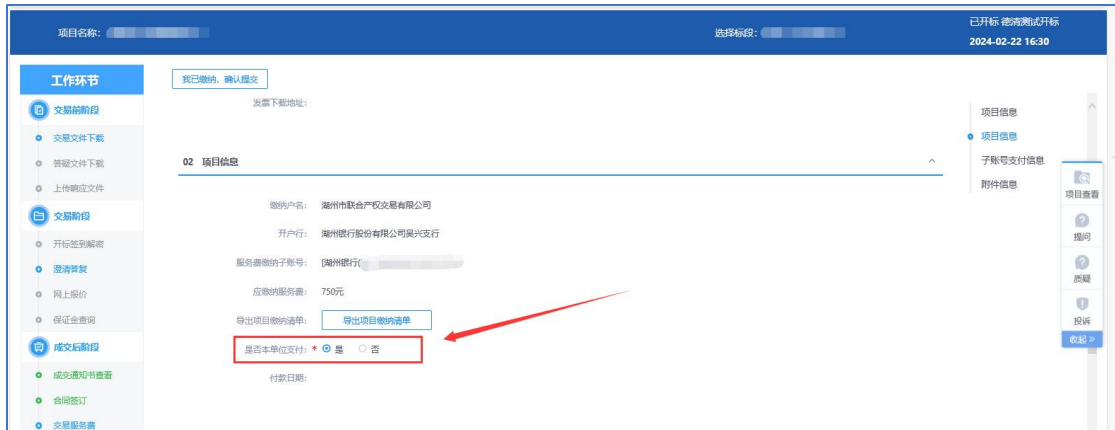 项目名称:
选择标段:
已开标 德清测试开标
2024-02-22 16:30
工作环节
交易前阶段
交易文件下载
答疑文件下载
上传响应文件
交易阶段
开标签到解密
澄清答复
网上报价
保证金查询
成交后阶段
成交通知书查看
合同签订
交易服务费
我已缴纳，确认提交
发票下载地址:
02 项目信息
缴纳户名: 湖州市联合产权交易有限公司
开户行: 湖州银行股份有限公司吴兴支行
服务费缴纳子账号: [湖州银行(
应缴纳服务费: 750元
导出项目缴纳清单: 导出项目缴纳清单
是否本单位支付: * 是 否
付款日期:
项目信息
项目信息
子账号支付信息
附件信息
项目查看
提问
质疑
投诉
收起 》